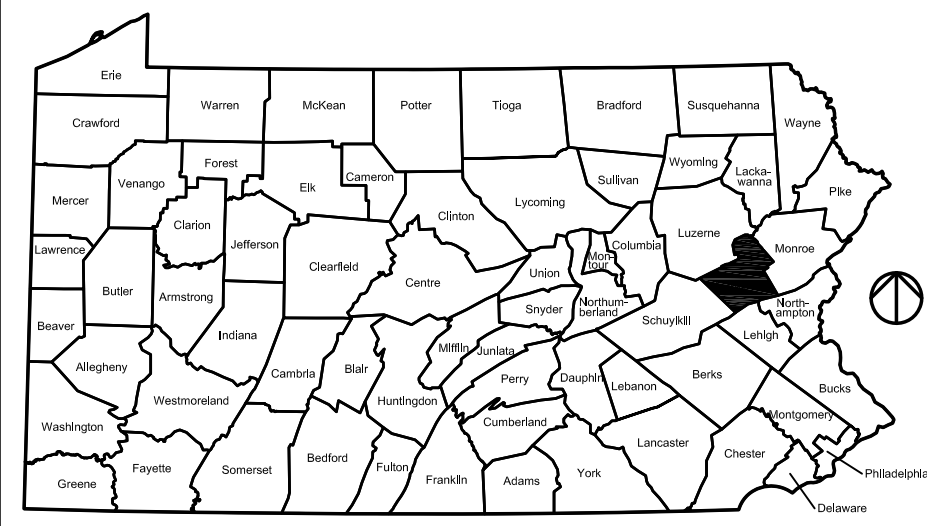 Erie
Warren
McKean
Potter
Tioga
Bradford
Susquehanna
Wayne
Crawford
Forest
Wyoming
Lacka-
wanna
Pike
Mercer
Venango
Elk
Cameron
Sullivan
Lycoming
Clarion
Clinton
Luzerne
Columbia
Monroe
Lawrence
Jefferson
Mon-
tour
Clearfield
Union
Centre
Butler
Armstrong
North-
ampton
Snyder
Northum-
berland
Schuylkill
Beaver
Indiana
Lehigh
Mifflin
Juniata
Allegheny
Cambria
Blair
Perry
Dauphin
Lebanon
Berks
Bucks
Westmoreland
Huntingdon
Montgomery
Washington
Cumberland
Lancaster
Chester
Greene
Fayette
Somerset
Bedford
Fulton
Franklin
Adams
York
Philadelphia
Delaware